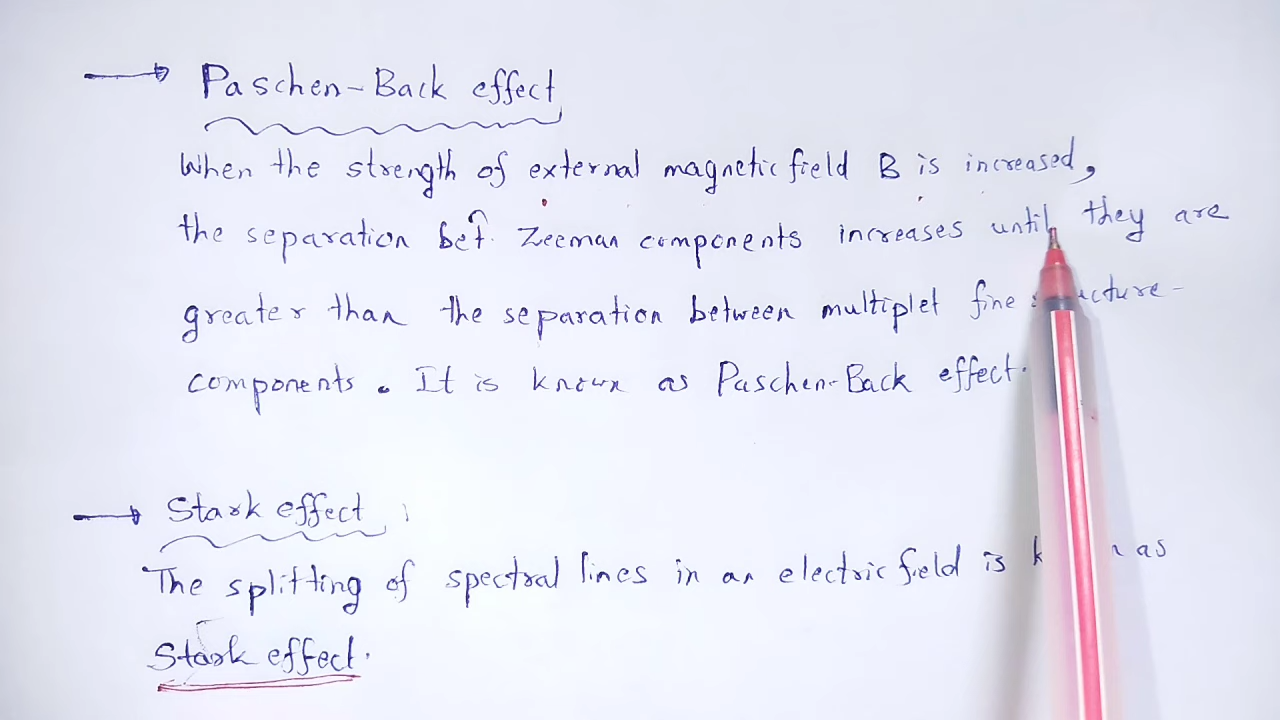 Paschen-Back effect
When the strength of external magnetic field B is increased,
the separation bet. Zeeman components increases until they are
greater than the separation between multiplet fine
components. It is known as Paschen-Back effect.
Stark effect
The splitting of spectral lines in an electric field is as
Stark effect.